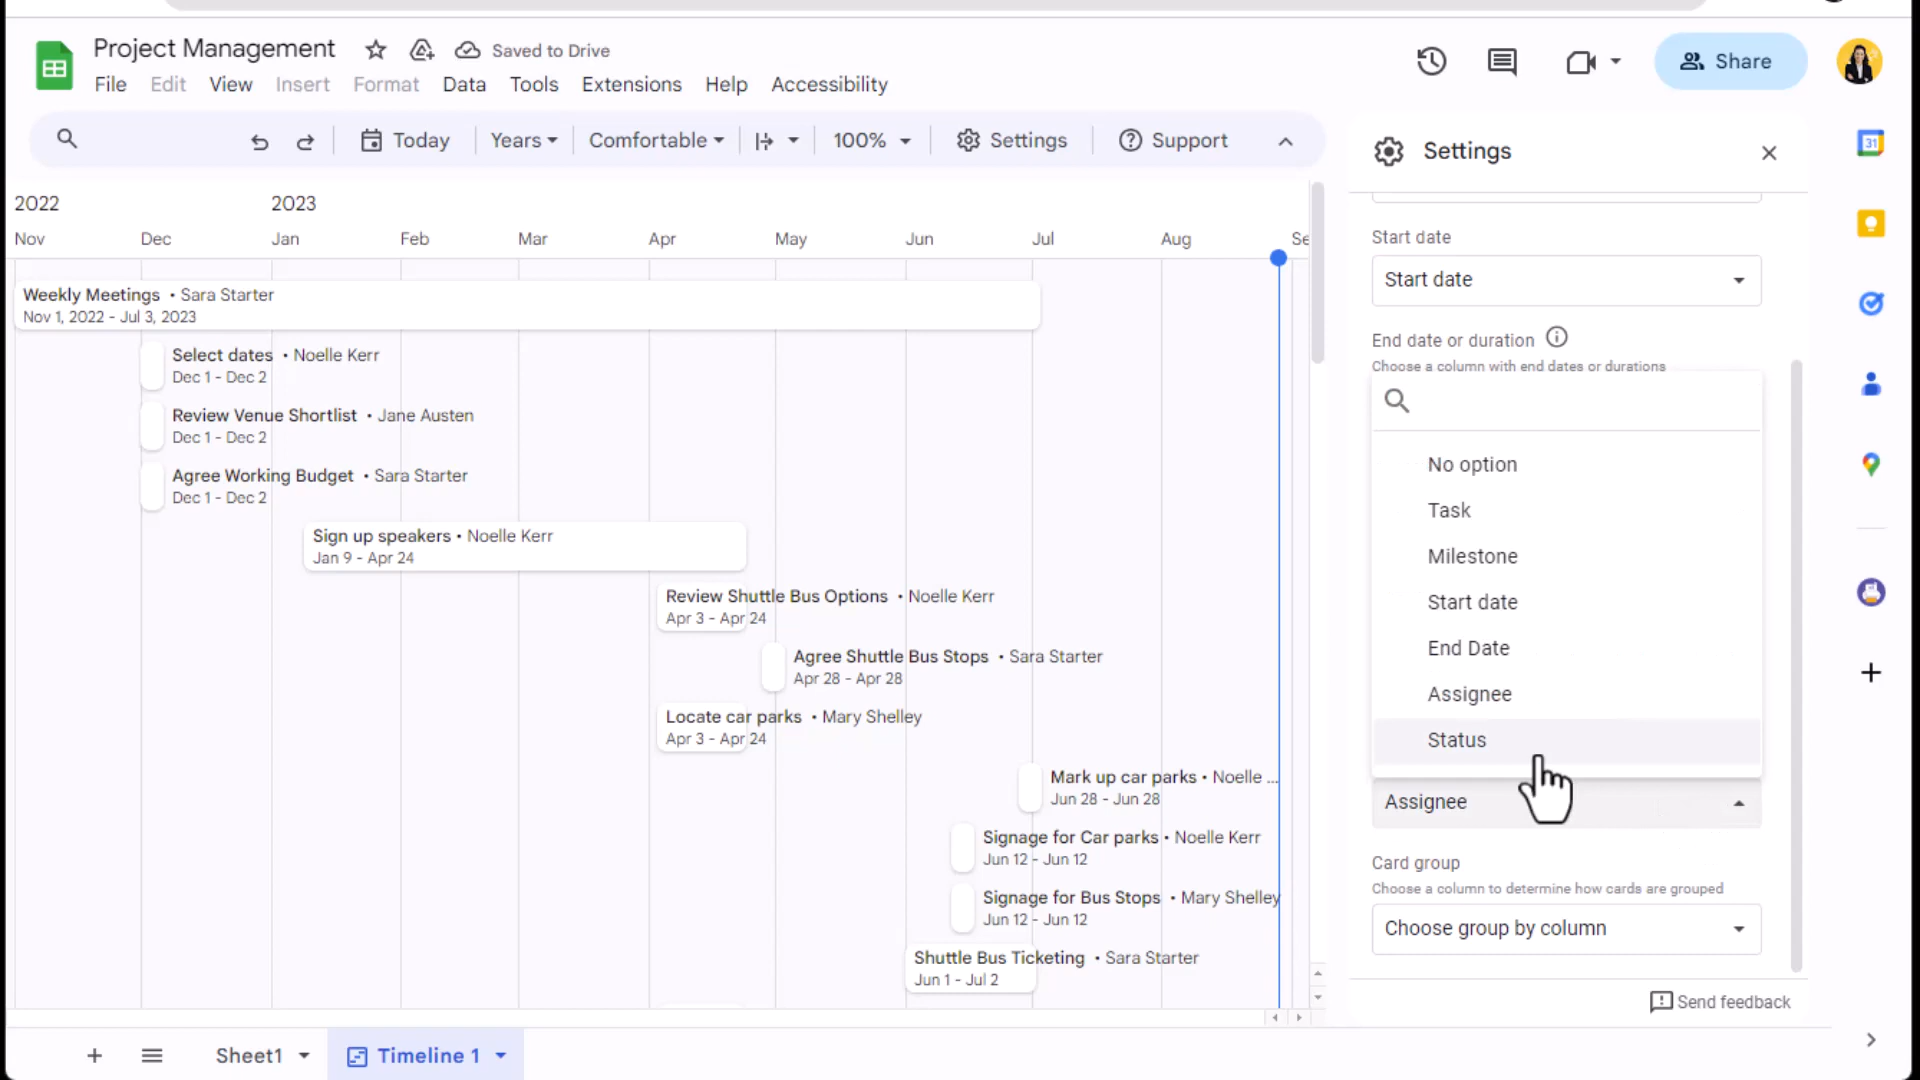 Project Management
Saved to Drive
File Edit View Insert Format Data Tools Extensions Help Accessibility
Share
Today Years Comfortable 100% Settings Support
2022 2023
Nov Dec Jan Feb Mar Apr May Jun Jul Aug Se
Weekly Meetings • Sara Starter
Nov 1, 2022 - Jul 3, 2023
Select dates • Noelle Kerr
Dec 1 - Dec 2
Review Venue Shortlist • Jane Austen
Dec 1 - Dec 2
Agree Working Budget • Sara Starter
Dec 1 - Dec 2
Sign up speakers • Noelle Kerr
Jan 9 - Apr 24
Review Shuttle Bus Options • Noelle Kerr
Apr 3 - Apr 24
Agree Shuttle Bus Stops • Sara Starter
Apr 28 - Apr 28
Locate car parks • Mary Shelley
Apr 3 - Apr 24
Mark up car parks • Noelle ...
Jun 28 - Jun 28
Signage for Car parks • Noelle Kerr
Jun 12 - Jun 12
Signage for Bus Stops • Mary Shelley
Jun 12 - Jun 12
Shuttle Bus Ticketing • Sara Starter
Jun 1 - Jul 2
Settings
Start date
Start date
End date or duration
Choose a column with end dates or durations
No option
Task
Milestone
Start date
End Date
Assignee
Status
Assignee
Card group
Choose a column to determine how cards are grouped
Choose group by column
Send feedback
31
Sheet1 Timeline 1